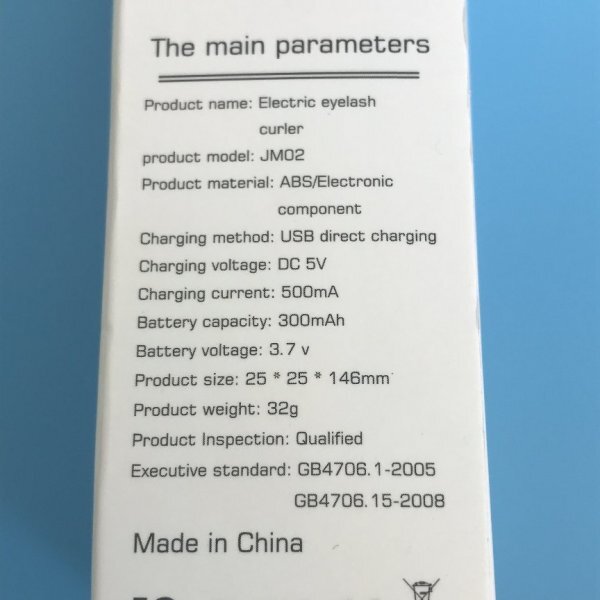 The main parameters
Product name: Electric eyelash
curler
product model: JM02
Product material: ABS/Electronic
component
Charging method: USB direct charging
Charging voltage: DC 5V
Charging current: 500mA
Battery capacity: 300mAh
Battery voltage: 3.7 v
Product size: 25 * 25 * 146mm
Product weight: 32g
Product Inspection: Qualified
Executive standard: GB4706.1-2005
GB4706.15-2008
Made in China